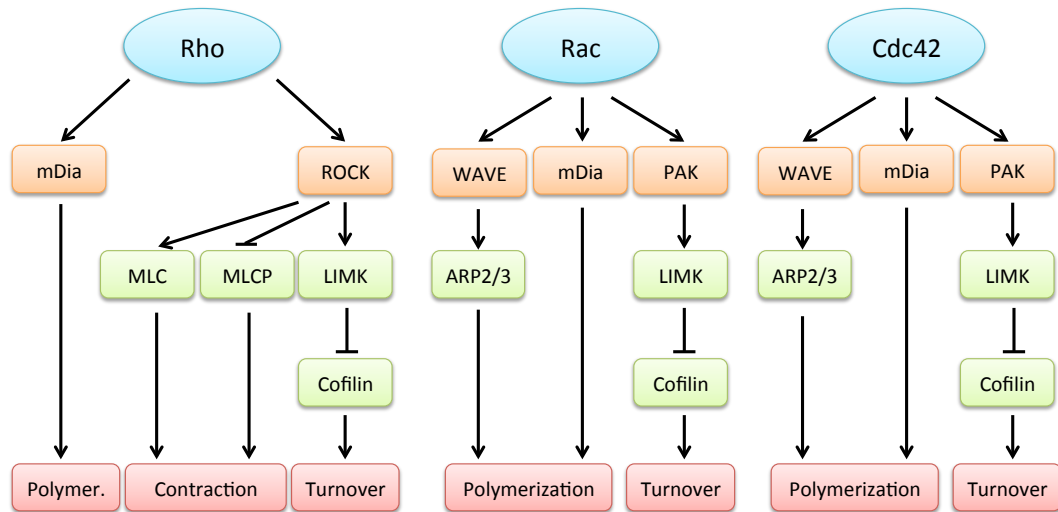 Rho
Rac
Cdc42
mDia
ROCK
WAVE
mDia
PAK
WAVE
mDia
PAK
MLC
MLCP
LIMK
ARP2/3
LIMK
ARP2/3
LIMK
Cofilin
Cofilin
Cofilin
Polymer.
Contraction
Turnover
Polymerization
Turnover
Polymerization
Turnover